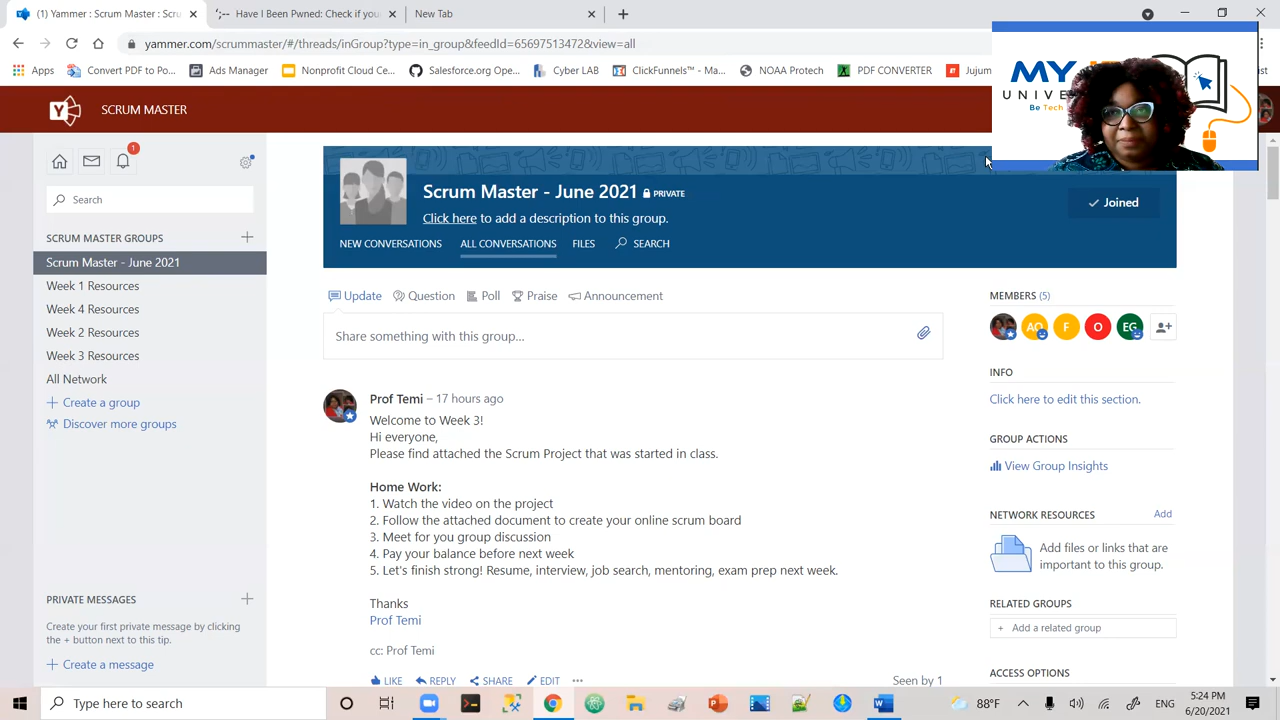 (1) Yammer : Scrum Master : Scrum
Have I Been Pwned: Check if your
New Tab
yammer.com/scrummaster/#/threads/inGroup?type=in_group&feedId=65697513472&view=all
Apps
Convert PDF to Po...
Ads Manager
Nonprofit Cloud Ce...
Salesforce.org Ope...
Cyber LAB
ClickFunnels™ - Ma...
NOAA Protech
PDF CONVERTER
Jujum
ist
MY
UNIVE
Be Tech
SCRUM MASTER
1
Search
SCRUM MASTER GROUPS
Scrum Master - June 2021
Week 1 Resources
Week 4 Resources
Week 2 Resources
Week 3 Resources
All Network
Create a group
Discover more groups
PRIVATE MESSAGES
Create your first private message by clicking
the + button next to this tip.
Create a message
Scrum Master - June 2021 PRIVATE
Click here to add a description to this group.
Joined
NEW CONVERSATIONS ALL CONVERSATIONS FILES SEARCH
Update Question Poll Praise Announcement
Share something with this group...
Prof Temi – 17 hours ago
Welcome to Week 3!
Hi everyone,
Please find attached the Scrum Project that was started in class.
Home Work:
1. Watch the video on the project
2. Follow the attached document to create your online scrum board
3. Meet for you group discussion
4. Pay your balance before next week
5. Let's finish strong! Resume, interview, job search, mentoring, exam prep next week.
Thanks
Prof Temi
cc: Prof Temi
LIKE REPLY SHARE EDIT ... Seen by 1
MEMBERS (5)
AO F O EG
INFO
Click here to edit this section.
GROUP ACTIONS
View Group Insights
NETWORK RESOURCES Add
Add files or links that are
important to this group.
RELATED GROUPS
+ Add a related group
ACCESS OPTIONS
Type here to search
88°F
ENG
5:24 PM
6/20/2021